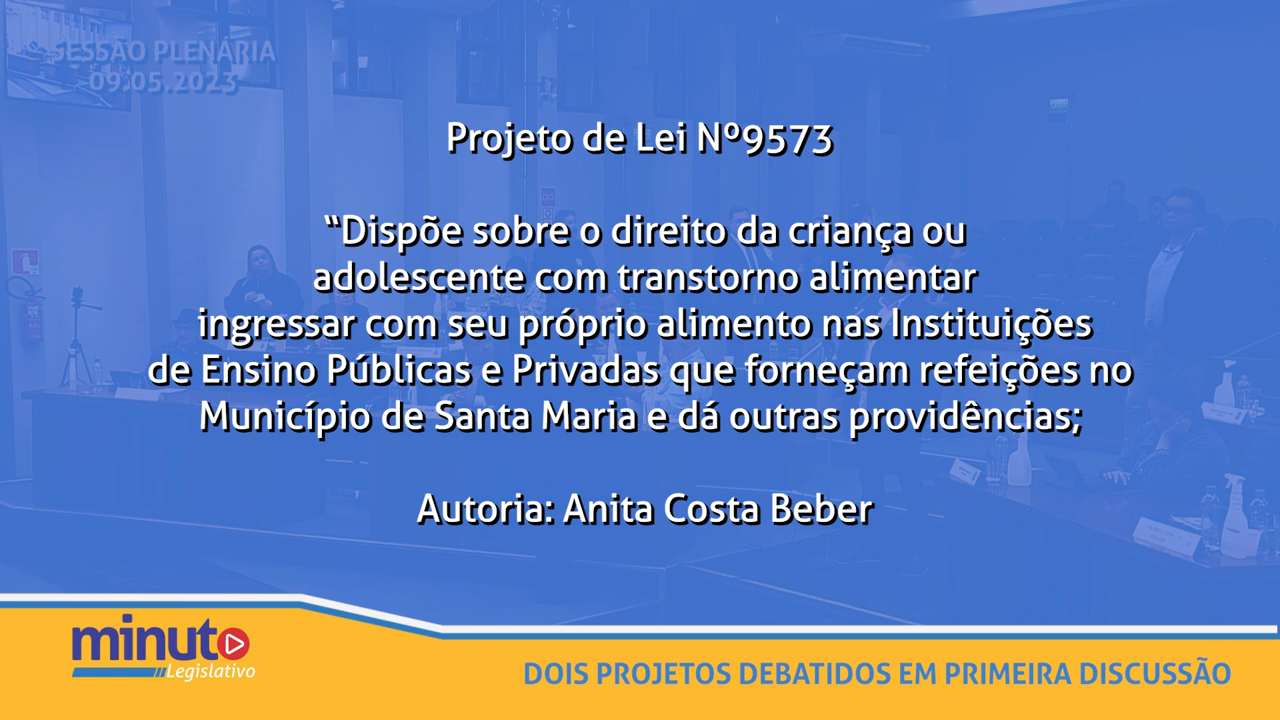 SESSÃO PLENÁRIA
09.05.2023
Projeto de Lei Nº9573
“Dispõe sobre o direito da criança ou
adolescente com transtorno alimentar
ingressar com seu próprio alimento nas Instituições
de Ensino Públicas e Privadas que forneçam refeições no
Município de Santa Maria e dá outras providências;
Autoria: Anita Costa Beber
minuto
Legislativo
DOIS PROJETOS DEBATIDOS EM PRIMEIRA DISCUSSÃO